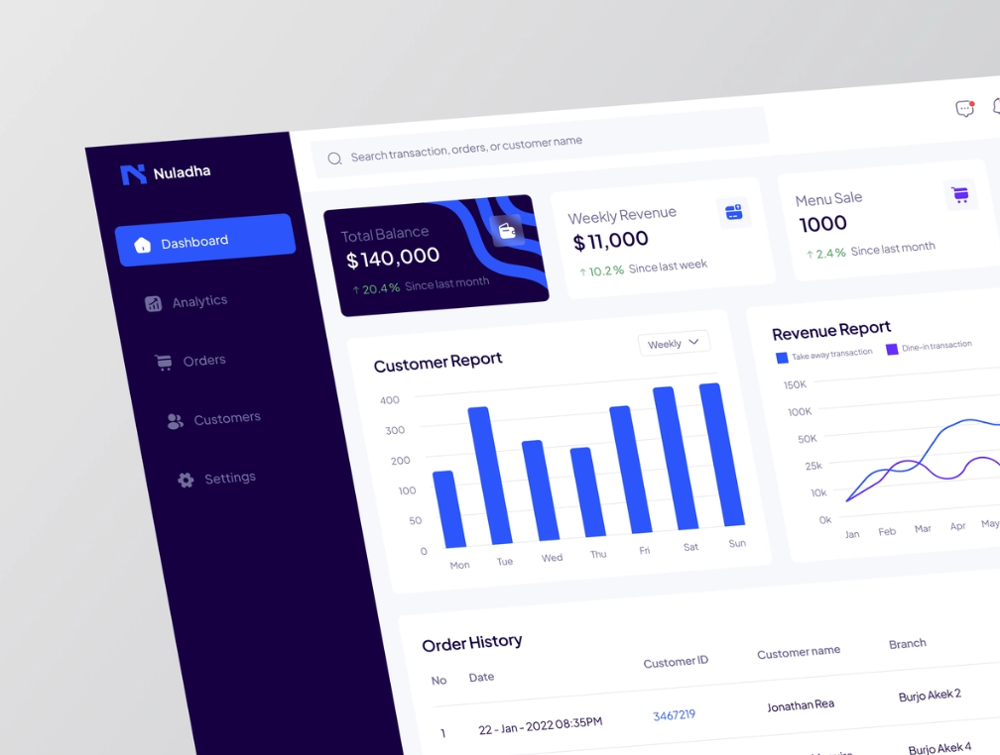 Nuladha
Search transaction, orders, or customer name
Dashboard
Analytics
Orders
Customers
Settings
Total Balance
$140,000
↑ 20.4% Since last month
Weekly Revenue
$11,000
↑ 10.2% Since last week
Menu Sale
1000
↑ 2.4% Since last month
Customer Report
Weekly
400
300
200
100
50
0
Mon Tue Wed Thu Fri Sat Sun
Revenue Report
Take away transaction Dine-in transaction
150K
100K
50K
25k
10k
0k
Jan Feb Mar Apr May
Order History
No Date Customer ID Customer name Branch
1 22 - Jan - 2022 08:35PM 3467219 Jonathan Rea Burjo Akek 2
Burjo Akek 4